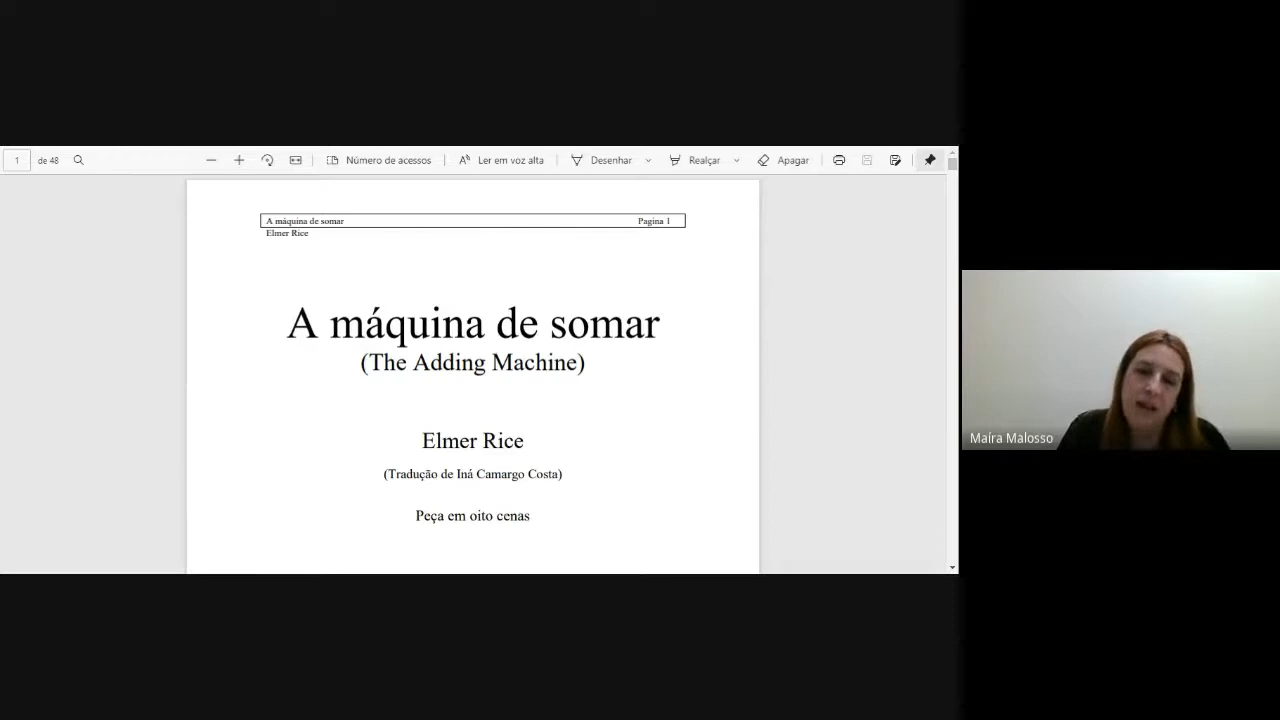 1 de 48 Número de acessos Ler em voz alta Desenhar Realçar Apagar
A máquina de somar Pagina 1
Elmer Rice
A máquina de somar
(The Adding Machine)
Elmer Rice
(Tradução de Iná Camargo Costa)
Peça em oito cenas
Maíra Malosso